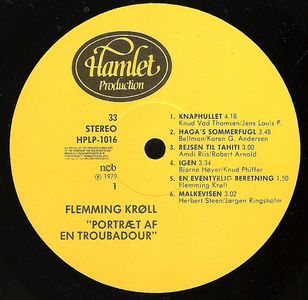 Hamlet
Production
33
STEREO
HPLP-1016
ncb
Ⓟ 1979
1
1. KNAPHULLET 4.18
Knud Vad Thomsen/Jens Louis P.
2. HAGA'S SOMMERFUGL 3.48
Bellman/Karen G. Andersen
3. REJSEN TIL TAHITI 3.00
Amdi Riis/Robert Arnold
4. IGEN 3.34
Bjarne Høyer/Knud Pheiffer
5. EN EVENTYRLIG BERETNING 1.50
Flemming Krøll
6. MALKEVISEN 3.02
Herbert Steen/Jørgen Ringsholm
FLEMMING KRØLL
"PORTRÆT AF
EN TROUBADOUR"